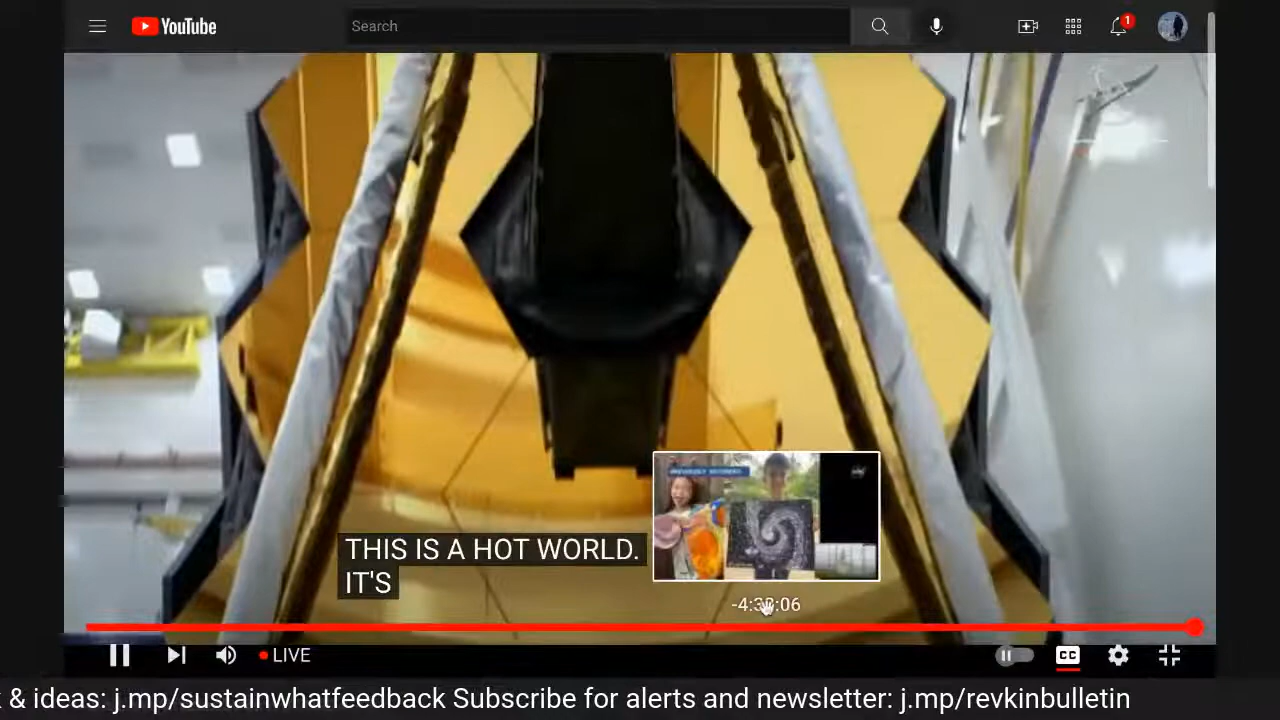 YouTube
Search
1
THIS IS A HOT WORLD.
IT'S
LIVE
CC
& ideas: j.mp/sustainwhatfeedback Subscribe for alerts and newsletter: j.mp/revkinbulletin